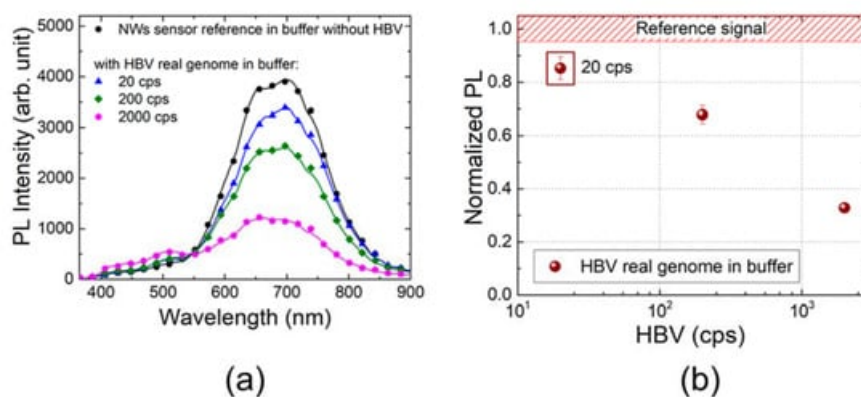 (a)
NWs sensor reference in buffer without HBV
with HBV real genome in buffer:
20 cps
200 cps
2000 cps
PL Intensity (arb. unit)
5000
4000
3000
2000
1000
0
400 500 600 700 800 900
Wavelength (nm)
(a)
(b)
Reference signal
20 cps
HBV real genome in buffer
Normalized PL
1.0
0.8
0.6
0.4
0.2
0.0
10¹ 10² 10³
HBV (cps)
(b)